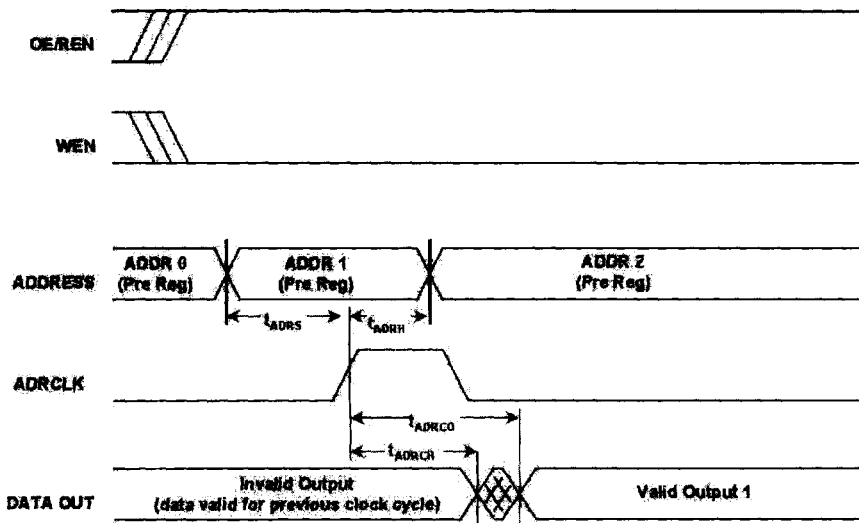 OE/REN
WEN
ADDRESS
ADDR 0
(Pre Reg)
ADDR 1
(Pre Reg)
ADDR 2
(Pre Reg)
tADRS
tADRH
ADRCLK
tADRCO
tADRCH
DATA OUT
Invalid Output
(data valid for previous clock cycle)
Valid Output 1